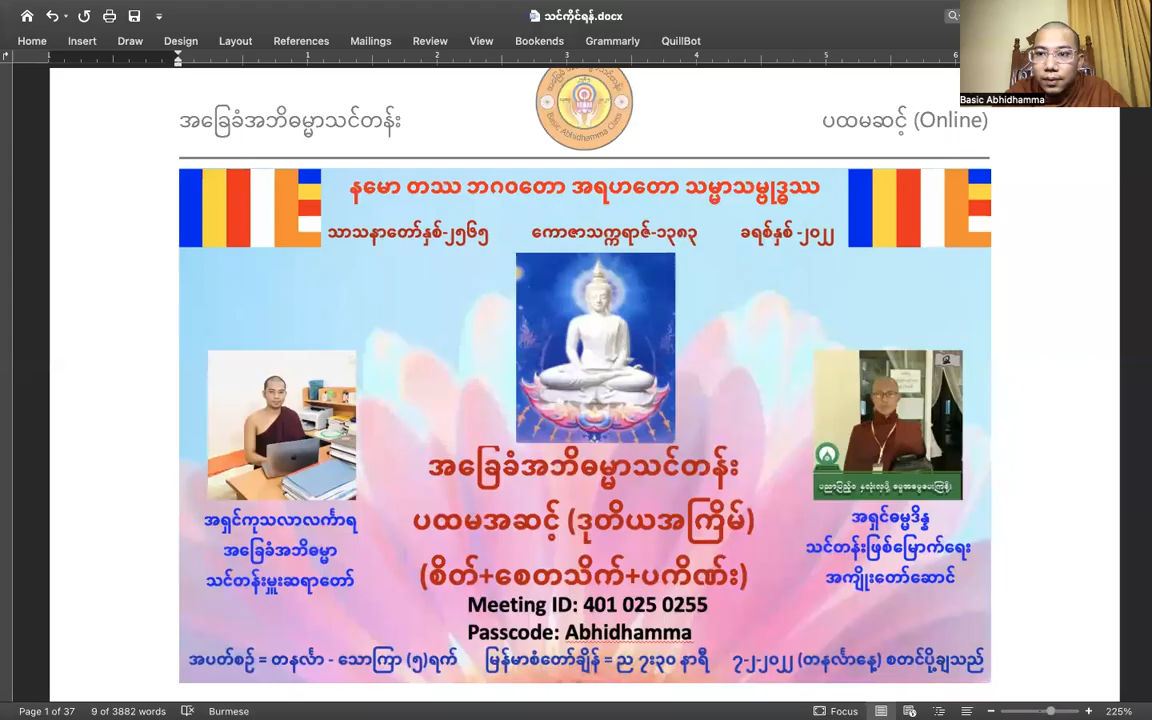 သင်ကိုင်ရန်.docx
Home Insert Draw Design Layout References Mailings Review View Bookends Grammarly QuillBot
1 1 2 3 4 5 6
Basic Abhidhamma
အခြေခံအဘိဓမ္မာသင်တန်း
Basic Abhidhamma Class
ပထမဆင့် (Online)
နမော တဿ ဘဂဝတော အရဟတော သမ္မာသမ္ဗုဒ္ဓဿ
သာသနာတော်နှစ်-၂၅၆၅ ကောဇာသက္ကရာဇ်-၁၃၈၃ ခရစ်နှစ် -၂၀၂၂
အခြေခံအဘိဓမ္မာသင်တန်း
ပထမအဆင့် (ဒုတိယအကြိမ်)
(စိတ်+စေတသိက်+ပကိဏ်း)
Meeting ID: 401 025 0255
Passcode: Abhidhamma
အရှင်ကုသလာလင်္ကာရ
အခြေခံအဘိဓမ္မာ
သင်တန်းမှူးဆရာတော်
အရှင်ဓမ္မဒိန္န
သင်တန်းဖြစ်မြောက်ရေး
အကျိုးတော်ဆောင်
အပတ်စဉ် = တနင်္လာ - သောကြာ (၅)ရက် မြန်မာစံတော်ချိန် = ည ၇း၃၀ နာရီ ၇-၂-၂၀၂၂ (တနင်္လာနေ့) စတင်ပို့ချသည်
Page 1 of 37 9 of 3882 words Burmese Focus 225%